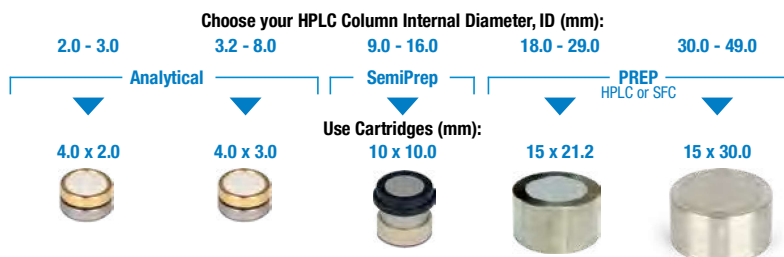 Choose your HPLC Column Internal Diameter, ID (mm):
2.0 - 3.0 3.2 - 8.0 9.0 - 16.0 18.0 - 29.0 30.0 - 49.0
Analytical SemiPrep PREP
HPLC or SFC
Use Cartridges (mm):
4.0 x 2.0 4.0 x 3.0 10 x 10.0 15 x 21.2 15 x 30.0